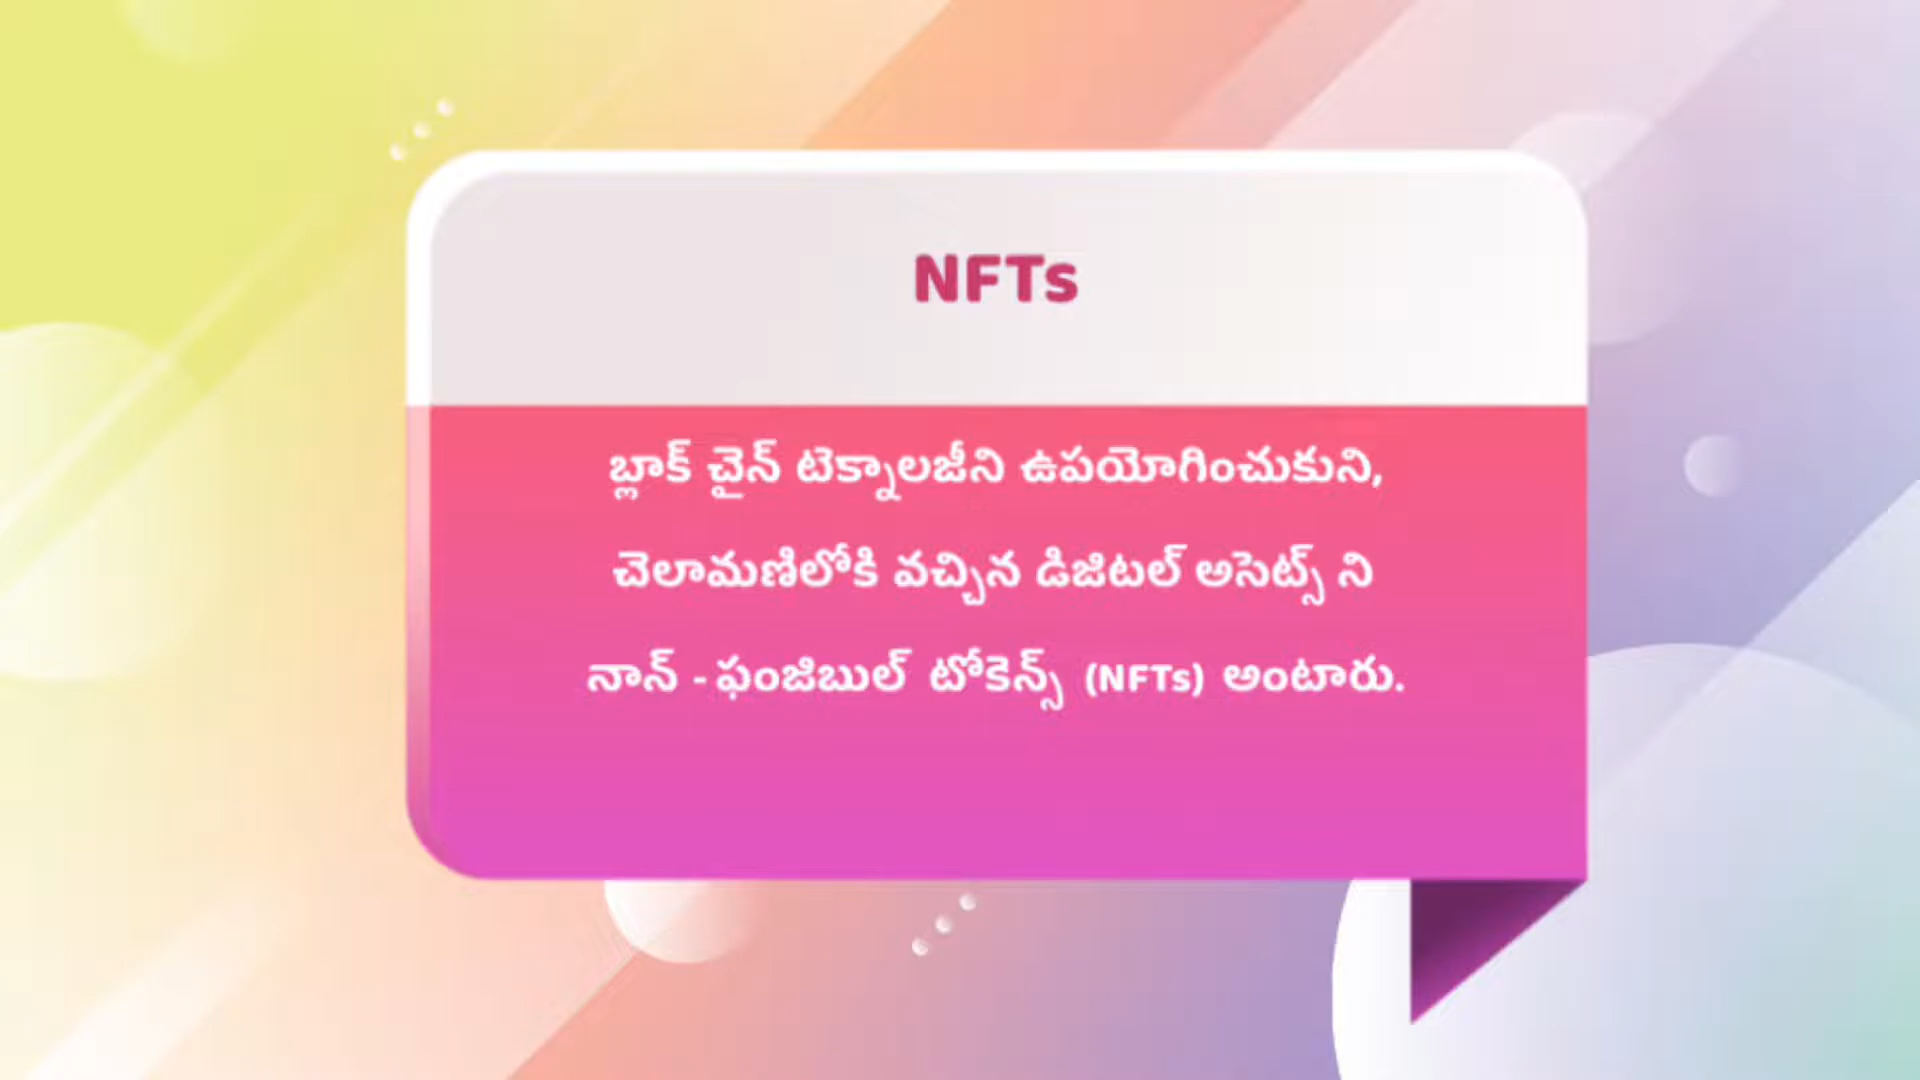 NFTs
బ్లాక్ చైన్ టెక్నాలజీని ఉపయోగించుకుని,
చెలామణిలోకి వచ్చిన డిజిటల్ అసెట్స్ ని
నాన్ - ఫంజిబుల్ టోకెన్స్ (NFTs) అంటారు.